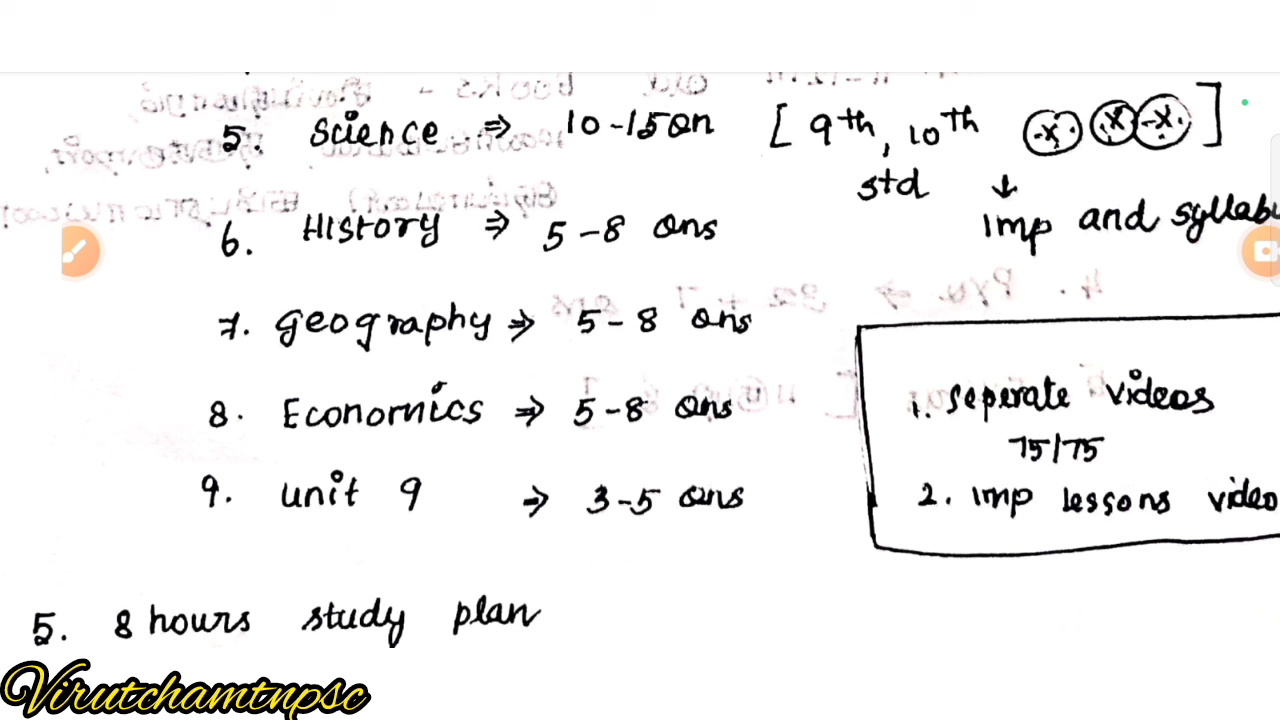 5. Science ⇒ 10-15 Qn [ 9th, 10th -x. x -x. ]
std ↓
imp and syllabu
6. History ⇒ 5-8 Qns
7. Geography ⇒ 5-8 Qns
8. Economics ⇒ 5-8 Qns
9. unit 9 ⇒ 3-5 Qns
1. Seperate videos
75/75
2. imp lessons video
5. 8 hours study plan
Virutchamtnpsc